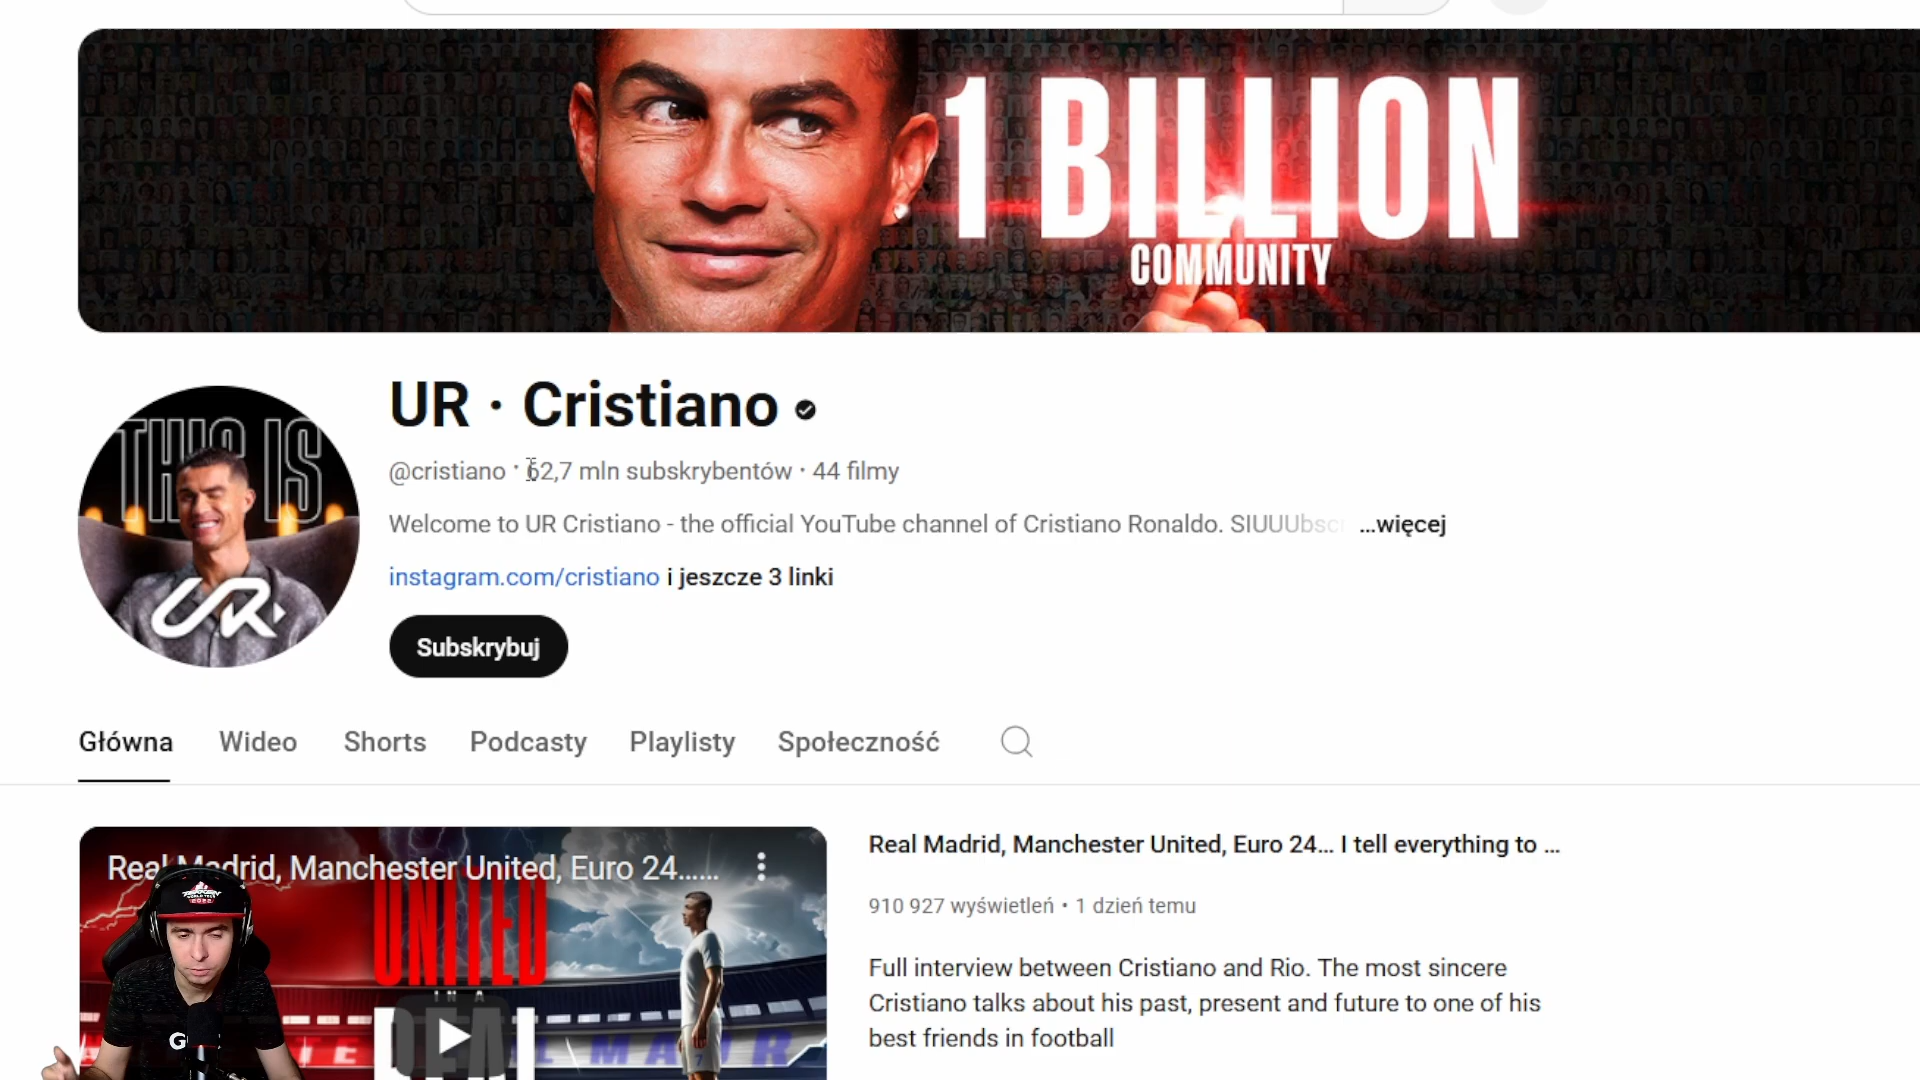 1 BILLION
COMMUNITY
THIS IS
UR
UR · Cristiano
@cristiano · 62,7 mln subskrybentów · 44 filmy
Welcome to UR Cristiano - the official YouTube channel of Cristiano Ronaldo. SIUUUbsc
...więcej
instagram.com/cristiano i jeszcze 3 linki
Subskrybuj
Główna Wideo Shorts Podcasty Playlisty Społeczność
Real Madrid, Manchester United, Euro 24......
UNITED
IN A
Real Madrid, Manchester United, Euro 24... I tell everything to ...
910 927 wyświetleń • 1 dzień temu
Full interview between Cristiano and Rio. The most sincere
Cristiano talks about his past, present and future to one of his
best friends in football